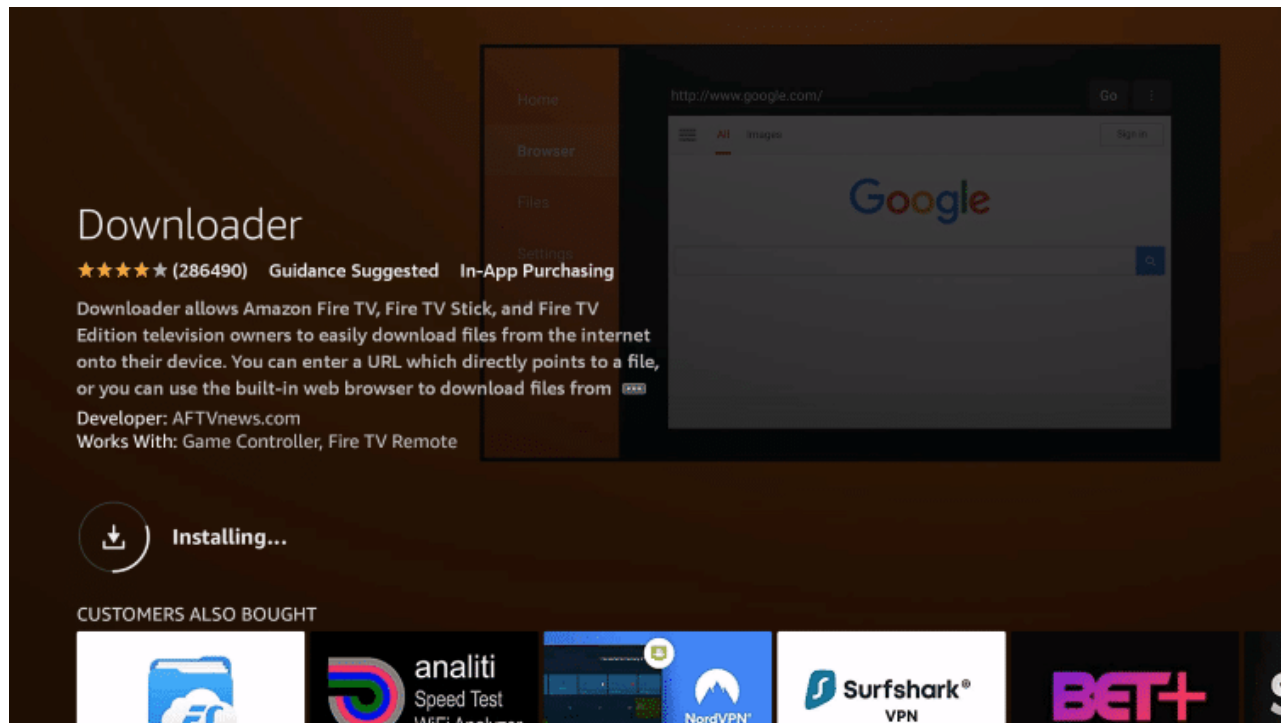 Home
http://www.google.com/
Go
All Images
Sign in
Browser
Files
Google
Settings
Downloader
(286490) Guidance Suggested In-App Purchasing
Downloader allows Amazon Fire TV, Fire TV Stick, and Fire TV
Edition television owners to easily download files from the internet
onto their device. You can enter a URL which directly points to a file,
or you can use the built-in web browser to download files from
Developer: AFTVnews.com
Works With: Game Controller, Fire TV Remote
Installing...
CUSTOMERS ALSO BOUGHT
analiti
Speed Test
WiFi Analyzer
NordVPN®
Surfshark®
VPN
BET+